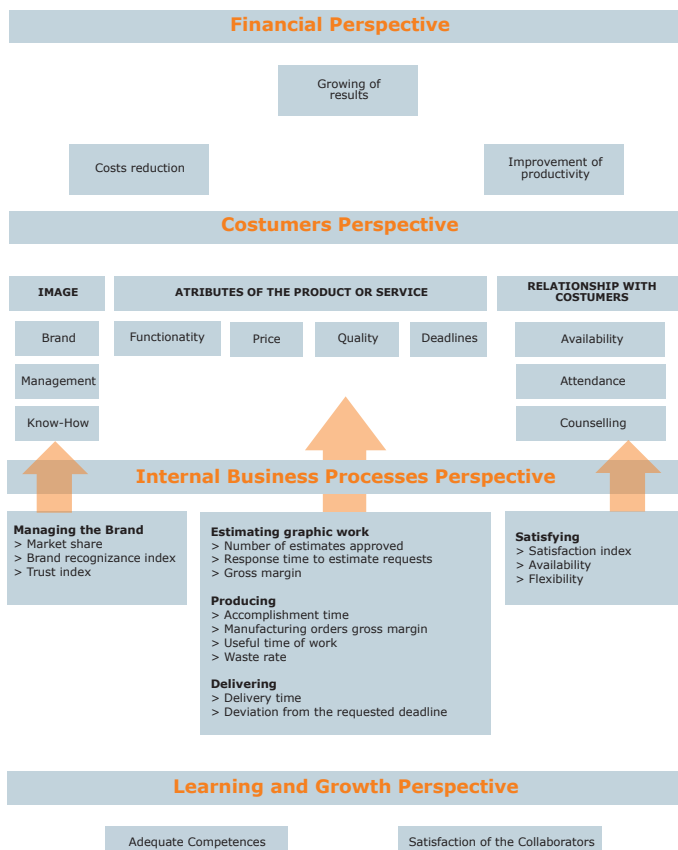 Financial Perspective
Growing of
results
Costs reduction
Improvement of
productivity
Costumers Perspective
IMAGE
ATRIBUTES OF THE PRODUCT OR SERVICE
RELATIONSHIP WITH
COSTUMERS
Brand
Functionatity
Price
Quality
Deadlines
Availability
Management
Attendance
Know-How
Counselling
Internal Business Processes Perspective
Managing the Brand
> Market share
> Brand recognizance index
> Trust index
Estimating graphic work
> Number of estimates approved
> Response time to estimate requests
> Gross margin
Producing
> Accomplishment time
> Manufacturing orders gross margin
> Useful time of work
> Waste rate
Delivering
> Delivery time
> Deviation from the requested deadline
Satisfying
> Satisfaction index
> Availability
> Flexibility
Learning and Growth Perspective
Adequate Competences
Satisfaction of the Collaborators